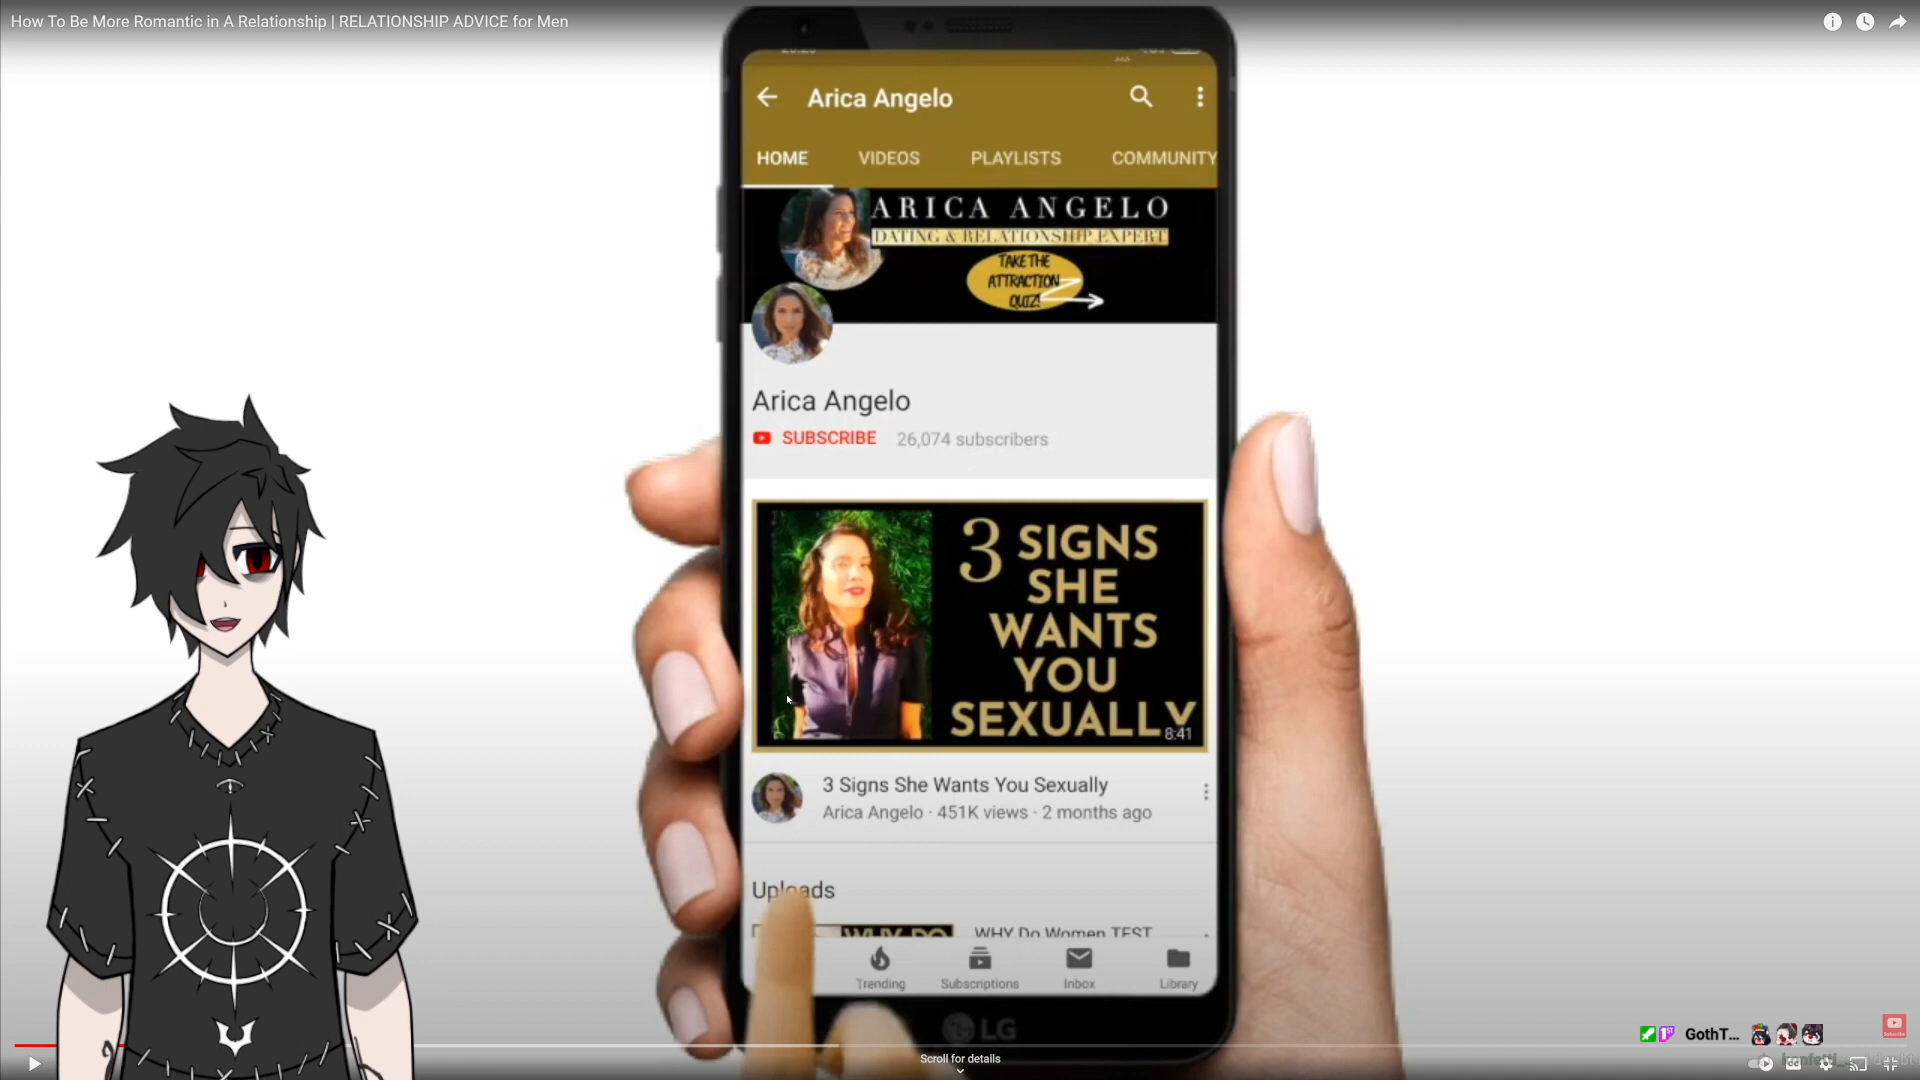 How To Be More Romantic in A Relationship | RELATIONSHIP ADVICE for Men
Arica Angelo
HOME VIDEOS PLAYLISTS COMMUNITY
ARICA ANGELO
DATING & RELATIONSHIP EXPERT
TAKE THE
ATTRACTION
QUIZ!
Arica Angelo
SUBSCRIBE 26,074 subscribers
3 SIGNS
SHE
WANTS
YOU
SEXUALLY
8:41
3 Signs She Wants You Sexually
Arica Angelo · 451K views · 2 months ago
Uploads
WHY DO
WHY Do Women TEST
Trending Subscriptions Inbox Library
LG
GothT...
Scroll for details